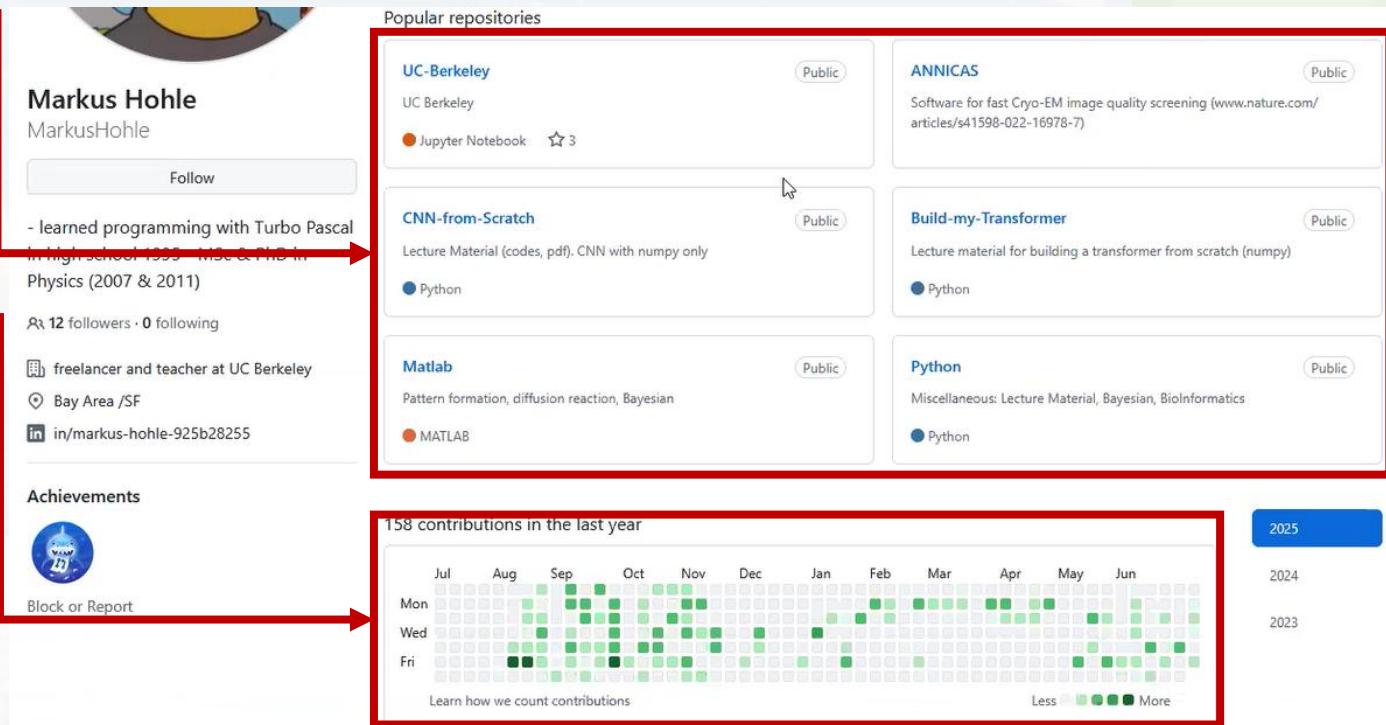 Popular repositories
Markus Hohle
MarkusHohle
Follow
- learned programming with Turbo Pascal
in high school 1995 - MSc & PhD in
Physics (2007 & 2011)
12 followers · 0 following
freelancer and teacher at UC Berkeley
Bay Area /SF
in/markus-hohle-925b28255
Achievements
Block or Report
UC-Berkeley
Public
UC Berkeley
Jupyter Notebook 3
ANNICAS
Public
Software for fast Cryo-EM image quality screening (www.nature.com/
articles/s41598-022-16978-7)
CNN-from-Scratch
Public
Lecture Material (codes, pdf). CNN with numpy only
Python
Build-my-Transformer
Public
Lecture material for building a transformer from scratch (numpy)
Python
Matlab
Public
Pattern formation, diffusion reaction, Bayesian
MATLAB
Python
Public
Miscellaneous: Lecture Material, Bayesian, BioInformatics
Python
158 contributions in the last year
Jul Aug Sep Oct Nov Dec Jan Feb Mar Apr May Jun
Mon
Wed
Fri
Learn how we count contributions
Less More
2025
2024
2023